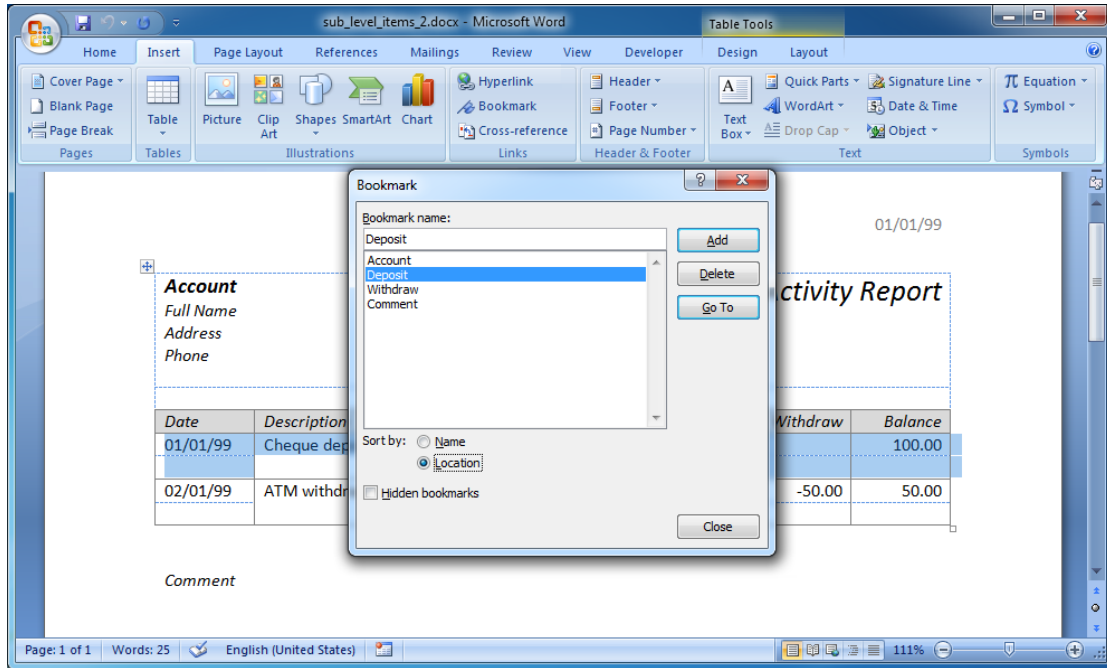 sub_level_items_2.docx - Microsoft Word
Table Tools
Home Insert Page Layout References Mailings Review View Developer Design Layout
Cover Page
Blank Page
Page Break
Pages
Table
Tables
Picture
Clip Art
Shapes
SmartArt
Chart
Illustrations
Hyperlink
Bookmark
Cross-reference
Links
Header
Footer
Page Number
Header & Footer
A
Text Box
Quick Parts
WordArt
Drop Cap
Signature Line
Date & Time
Object
Text
π Equation
Ω Symbol
Symbols
01/01/99
Account
Full Name
Address
Phone
ctivity Report
Date Description Withdraw Balance
01/01/99 Cheque dep 100.00
02/01/99 ATM withdr -50.00 50.00
Comment
Bookmark
?
Bookmark name:
Deposit
Add
Account
Deposit
Withdraw
Comment
Delete
Go To
Sort by: Name
Location
Hidden bookmarks
Close
Page: 1 of 1 Words: 25 English (United States) 111%